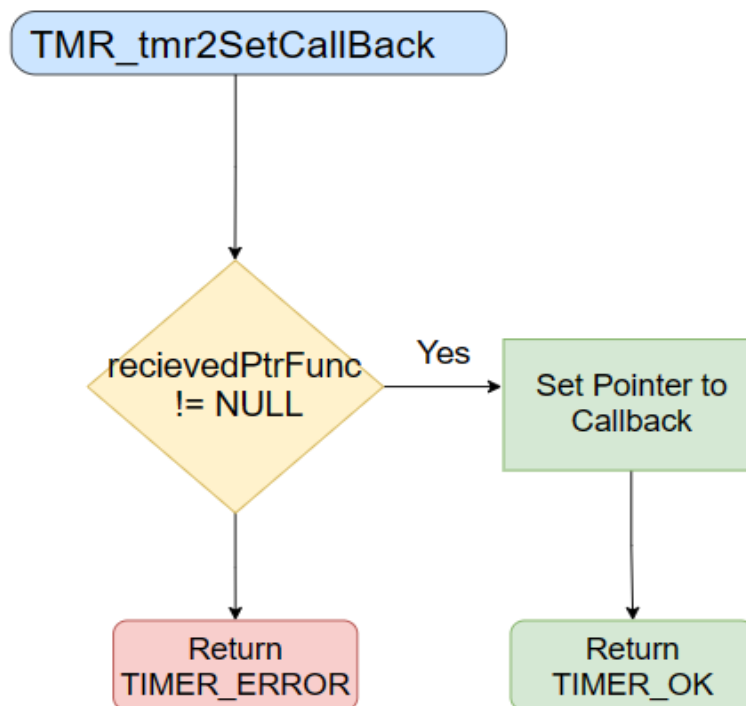 TMR_tmr2SetCallBack
recievedPtrFunc
!= NULL
Yes
Set Pointer to
Callback
Return
TIMER_ERROR
Return
TIMER_OK